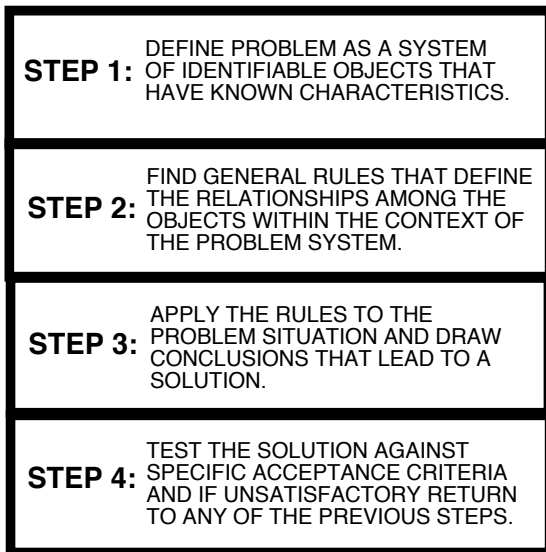 DEFINE PROBLEM AS A SYSTEM
STEP 1: OF IDENTIFIABLE OBJECTS THAT
HAVE KNOWN CHARACTERISTICS.
FIND GENERAL RULES THAT DEFINE
THE RELATIONSHIPS AMONG THE
STEP 2: OBJECTS WITHIN THE CONTEXT OF
THE PROBLEM SYSTEM.
APPLY THE RULES TO THE
STEP 3: PROBLEM SITUATION AND DRAW
CONCLUSIONS THAT LEAD TO A
SOLUTION.
TEST THE SOLUTION AGAINST
STEP 4: SPECIFIC ACCEPTANCE CRITERIA
AND IF UNSATISFACTORY RETURN
TO ANY OF THE PREVIOUS STEPS.